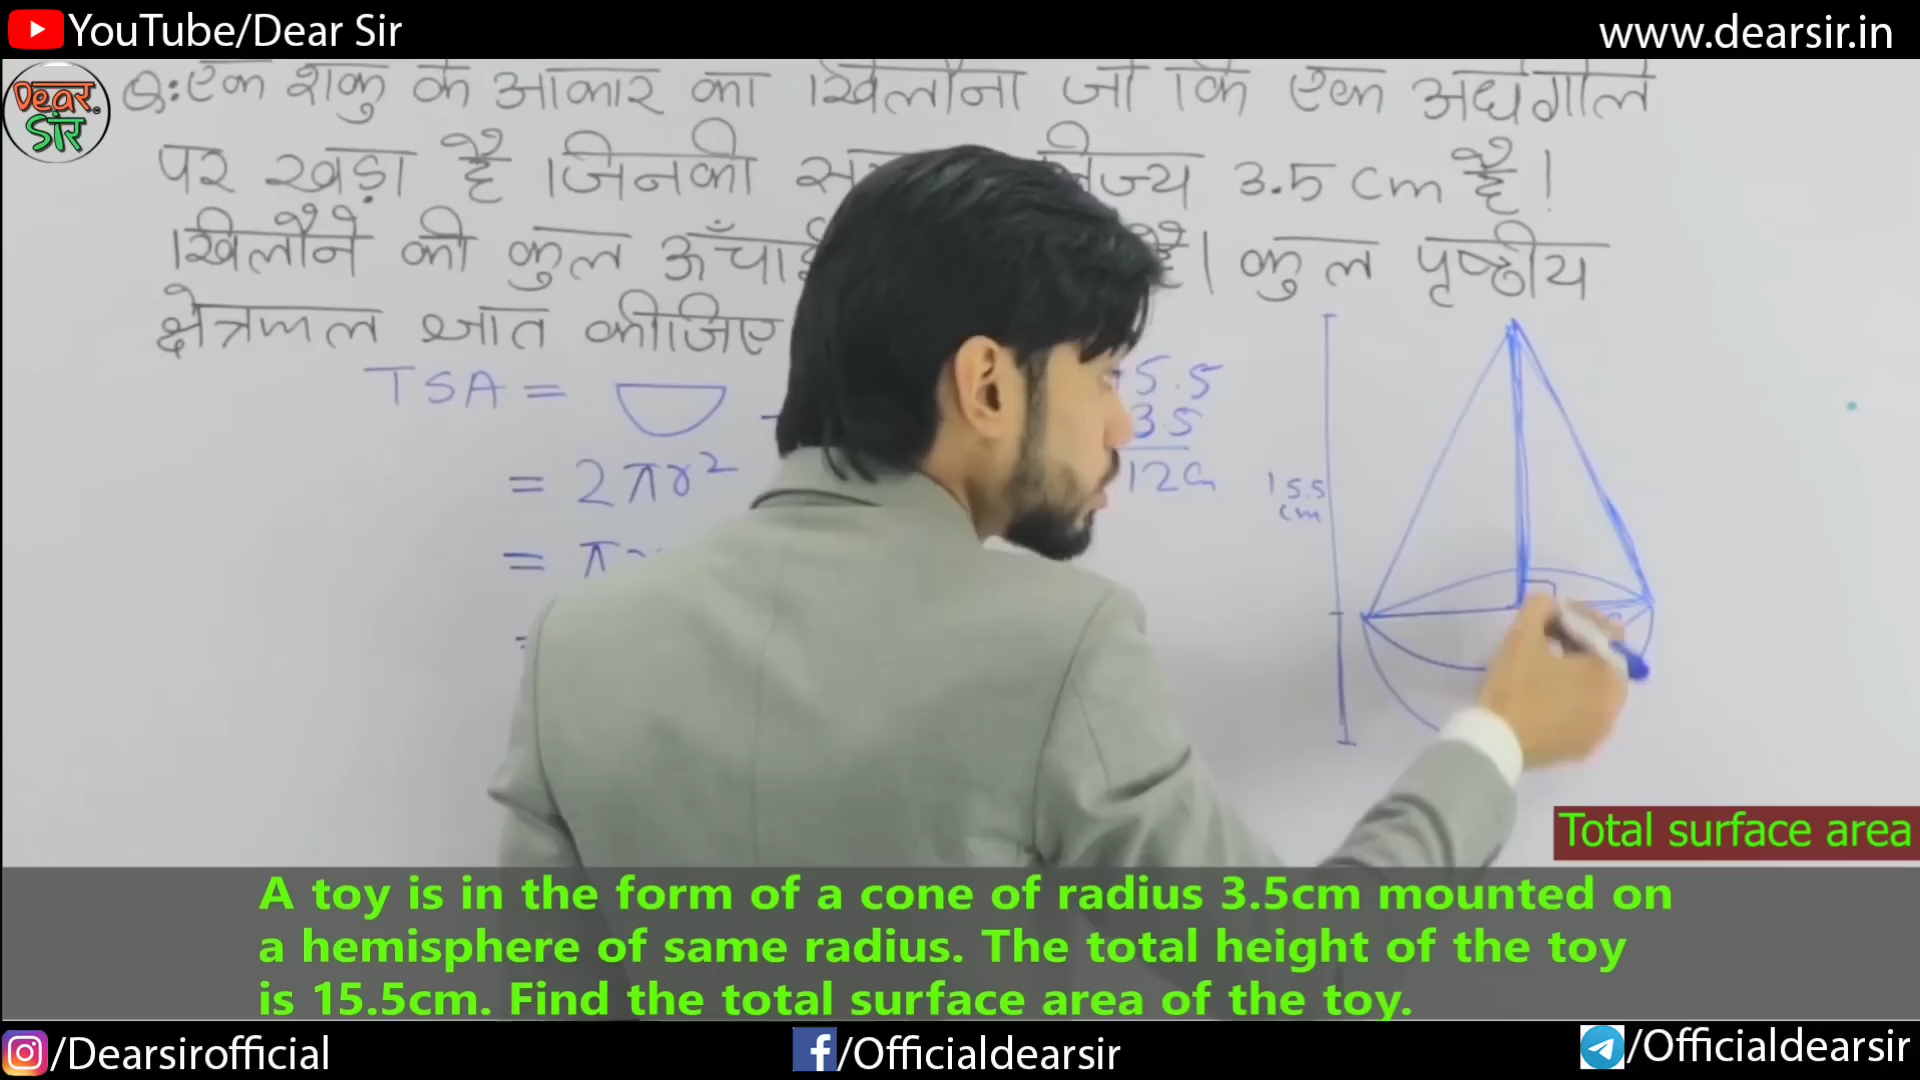 YouTube/Dear Sir
www.dearsir.in
Dear
Sir
Q:एक शंकु के आकार का खिलौना जो कि एक अर्धगोले
पर खड़ा है जिनकी 3.5 cm है।
खिलौने की कुल ऊँचाई है। कुल पृष्ठीय
क्षेत्रफल ज्ञात कीजिए
TSA =
= 2πr²
= π
=
5.5
3.5
12cm
15.5
cm
Total surface area
A toy is in the form of a cone of radius 3.5cm mounted on
a hemisphere of same radius. The total height of the toy
is 15.5cm. Find the total surface area of the toy.
/Dearsirofficial
/Officialdearsir
/Officialdearsir